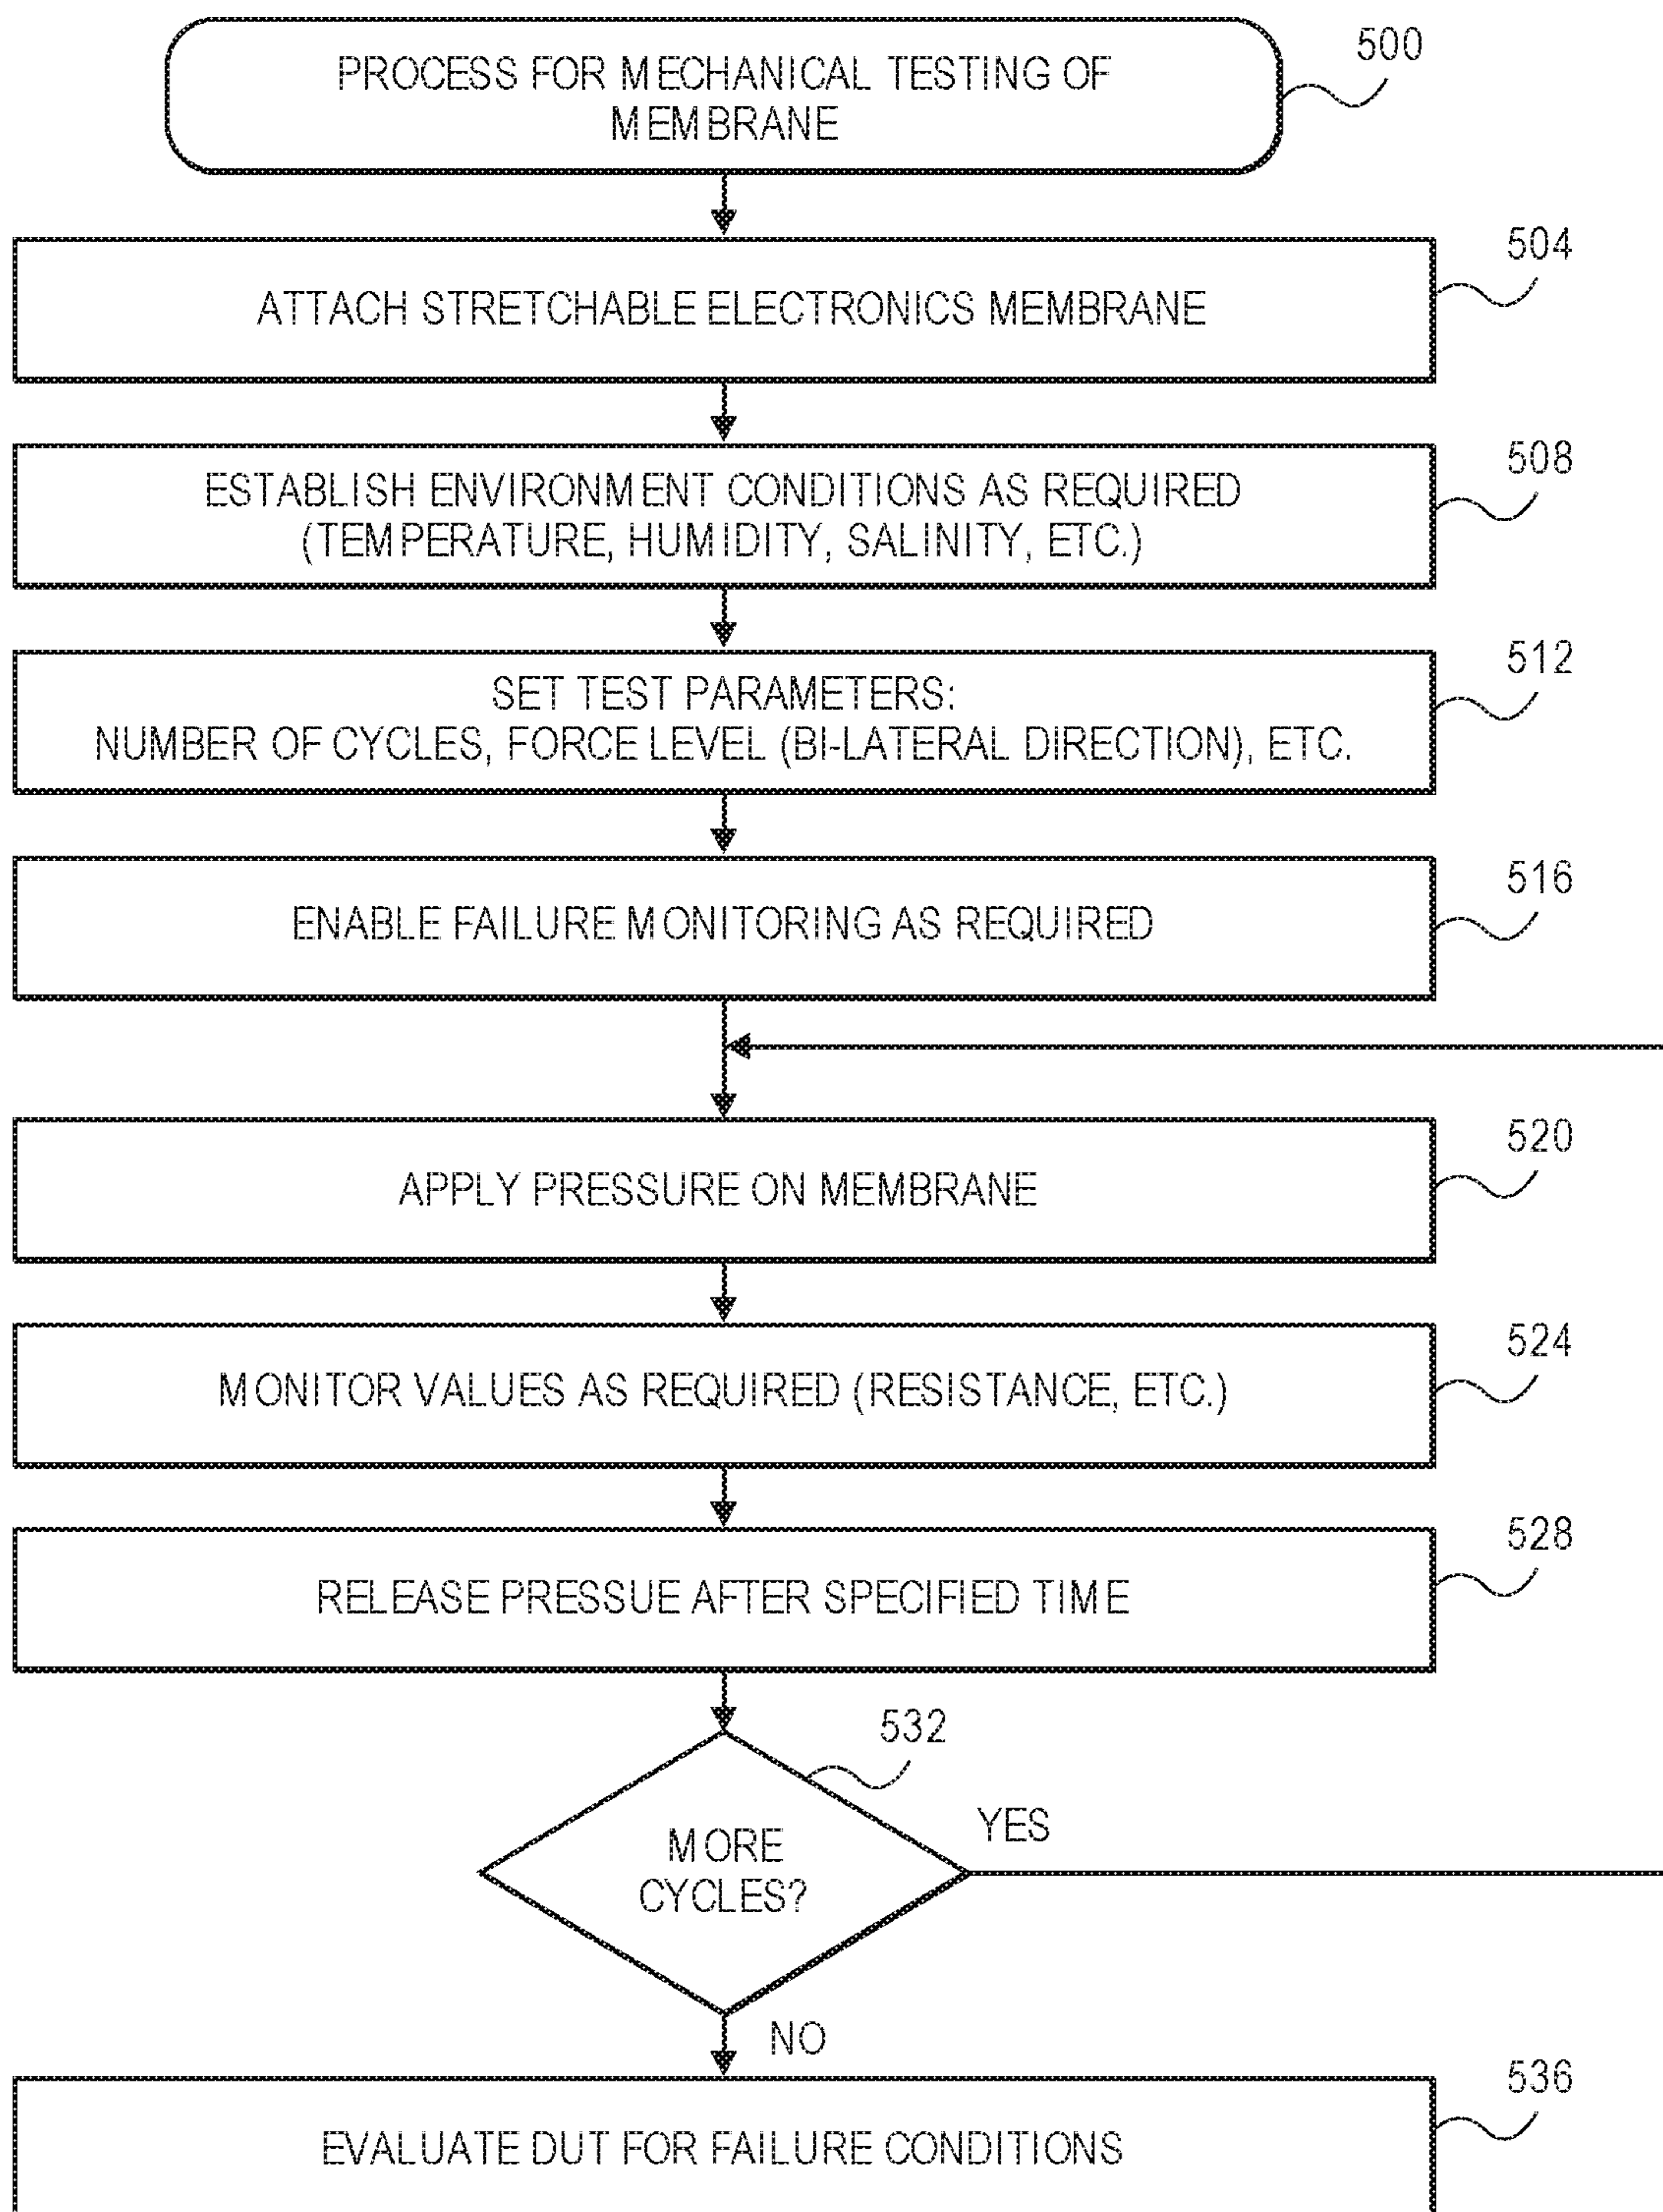 PROCESS FOR MECHANICAL TESTING OF
MEMBRANE
500
504
ATTACH STRETCHABLE ELECTRONICS MEMBRANE
508
ESTABLISH ENVIRONMENT CONDITIONS AS REQUIRED
(TEMPERATURE, HUMIDITY, SALINITY, ETC.)
512
SET TEST PARAMETERS:
NUMBER OF CYCLES, FORCE LEVEL (BI-LATERAL DIRECTION), ETC.
516
ENABLE FAILURE MONITORING AS REQUIRED
520
APPLY PRESSURE ON MEMBRANE
524
MONITOR VALUES AS REQUIRED (RESISTANCE, ETC.)
528
RELEASE PRESSUE AFTER SPECIFIED TIME
532
MORE
CYCLES?
YES
NO
536
EVALUATE DUT FOR FAILURE CONDITIONS